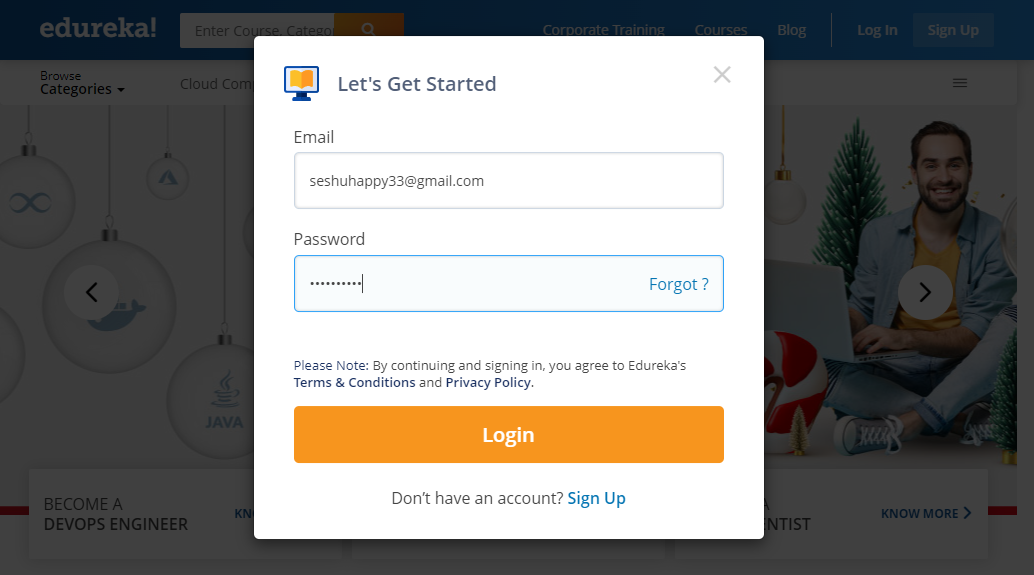 edureka!
Enter Course, Categor
Corporate Training
Courses
Blog
Log In
Sign Up
Browse
Categories
Cloud Com
Let's Get Started
Email
seshuhappy33@gmail.com
Password
••••••••••
Forgot ?
Please Note: By continuing and signing in, you agree to Edureka's
Terms & Conditions and Privacy Policy.
Login
Don't have an account? Sign Up
JAVA
BECOME A
DEVOPS ENGINEER
KN
A
NTIST
KNOW MORE